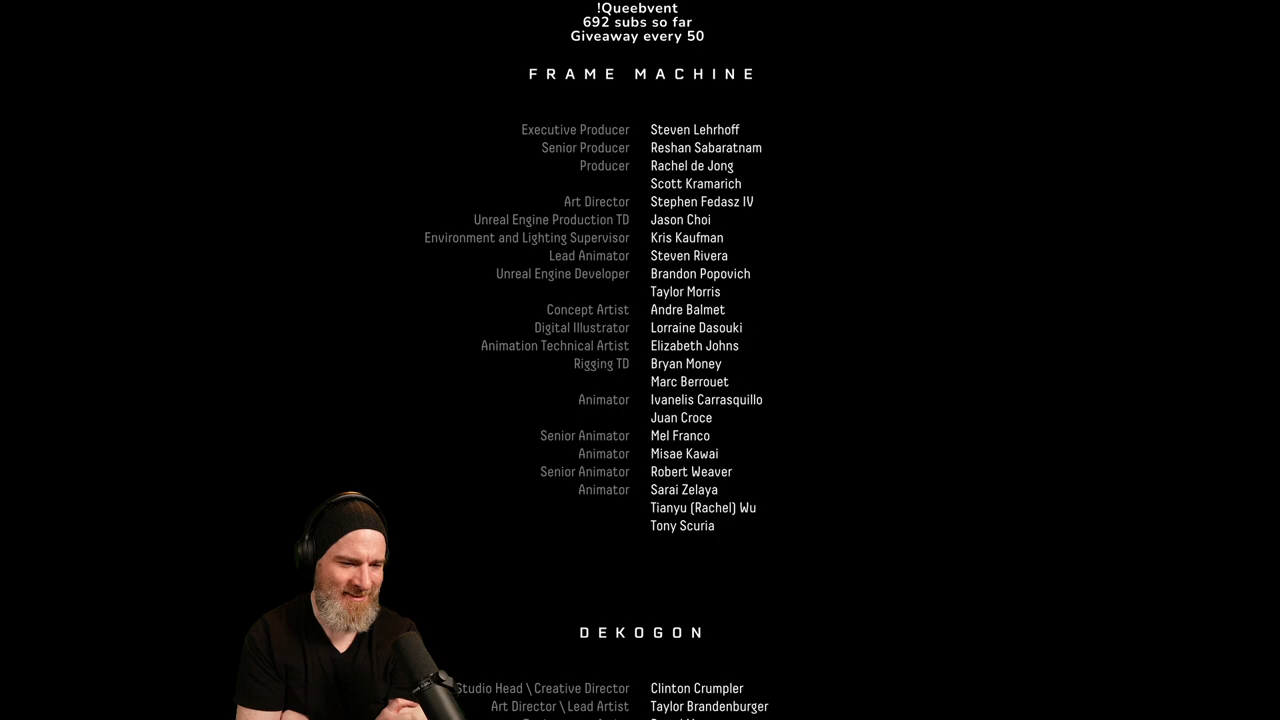 !Queebvent
692 subs so far
Giveaway every 50
FRAME MACHINE
Executive Producer Steven Lehrhoff
Senior Producer Reshan Sabaratnam
Producer Rachel de Jong
Scott Kramarich
Art Director Stephen Fedasz IV
Unreal Engine Production TD Jason Choi
Environment and Lighting Supervisor Kris Kaufman
Lead Animator Steven Rivera
Unreal Engine Developer Brandon Popovich
Taylor Morris
Concept Artist Andre Balmet
Digital Illustrator Lorraine Dasouki
Animation Technical Artist Elizabeth Johns
Rigging TD Bryan Money
Marc Berrouet
Animator Ivanelis Carrasquillo
Juan Croce
Senior Animator Mel Franco
Animator Misae Kawai
Senior Animator Robert Weaver
Animator Sarai Zelaya
Tianyu (Rachel) Wu
Tony Scuria
DEKOGON
Studio Head \ Creative Director Clinton Crumpler
Art Director \ Lead Artist Taylor Brandenburger